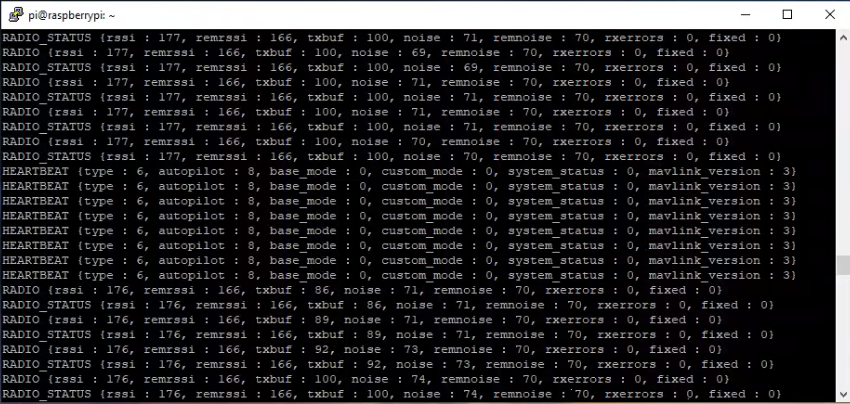 pi@raspberrypi: ~
RADIO_STATUS {rssi : 177, remrssi : 166, txbuf : 100, noise : 71, remnoise : 70, rxerrors : 0, fixed : 0}
RADIO {rssi : 177, remrssi : 166, txbuf : 100, noise : 69, remnoise : 70, rxerrors : 0, fixed : 0}
RADIO_STATUS {rssi : 177, remrssi : 166, txbuf : 100, noise : 69, remnoise : 70, rxerrors : 0, fixed : 0}
RADIO {rssi : 177, remrssi : 166, txbuf : 100, noise : 71, remnoise : 70, rxerrors : 0, fixed : 0}
RADIO_STATUS {rssi : 177, remrssi : 166, txbuf : 100, noise : 71, remnoise : 70, rxerrors : 0, fixed : 0}
RADIO {rssi : 177, remrssi : 166, txbuf : 100, noise : 71, remnoise : 70, rxerrors : 0, fixed : 0}
RADIO_STATUS {rssi : 177, remrssi : 166, txbuf : 100, noise : 71, remnoise : 70, rxerrors : 0, fixed : 0}
RADIO {rssi : 177, remrssi : 166, txbuf : 100, noise : 70, remnoise : 70, rxerrors : 0, fixed : 0}
RADIO_STATUS {rssi : 177, remrssi : 166, txbuf : 100, noise : 70, remnoise : 70, rxerrors : 0, fixed : 0}
HEARTBEAT {type : 6, autopilot : 8, base_mode : 0, custom_mode : 0, system_status : 0, mavlink_version : 3}
HEARTBEAT {type : 6, autopilot : 8, base_mode : 0, custom_mode : 0, system_status : 0, mavlink_version : 3}
HEARTBEAT {type : 6, autopilot : 8, base_mode : 0, custom_mode : 0, system_status : 0, mavlink_version : 3}
HEARTBEAT {type : 6, autopilot : 8, base_mode : 0, custom_mode : 0, system_status : 0, mavlink_version : 3}
HEARTBEAT {type : 6, autopilot : 8, base_mode : 0, custom_mode : 0, system_status : 0, mavlink_version : 3}
HEARTBEAT {type : 6, autopilot : 8, base_mode : 0, custom_mode : 0, system_status : 0, mavlink_version : 3}
HEARTBEAT {type : 6, autopilot : 8, base_mode : 0, custom_mode : 0, system_status : 0, mavlink_version : 3}
HEARTBEAT {type : 6, autopilot : 8, base_mode : 0, custom_mode : 0, system_status : 0, mavlink_version : 3}
RADIO {rssi : 176, remrssi : 166, txbuf : 86, noise : 71, remnoise : 70, rxerrors : 0, fixed : 0}
RADIO_STATUS {rssi : 176, remrssi : 166, txbuf : 86, noise : 71, remnoise : 70, rxerrors : 0, fixed : 0}
RADIO {rssi : 176, remrssi : 166, txbuf : 89, noise : 71, remnoise : 70, rxerrors : 0, fixed : 0}
RADIO_STATUS {rssi : 176, remrssi : 166, txbuf : 89, noise : 71, remnoise : 70, rxerrors : 0, fixed : 0}
RADIO {rssi : 176, remrssi : 166, txbuf : 92, noise : 73, remnoise : 70, rxerrors : 0, fixed : 0}
RADIO_STATUS {rssi : 176, remrssi : 166, txbuf : 92, noise : 73, remnoise : 70, rxerrors : 0, fixed : 0}
RADIO {rssi : 176, remrssi : 166, txbuf : 100, noise : 74, remnoise : 70, rxerrors : 0, fixed : 0}
RADIO_STATUS {rssi : 176, remrssi : 166, txbuf : 100, noise : 74, remnoise : 70, rxerrors : 0, fixed : 0}